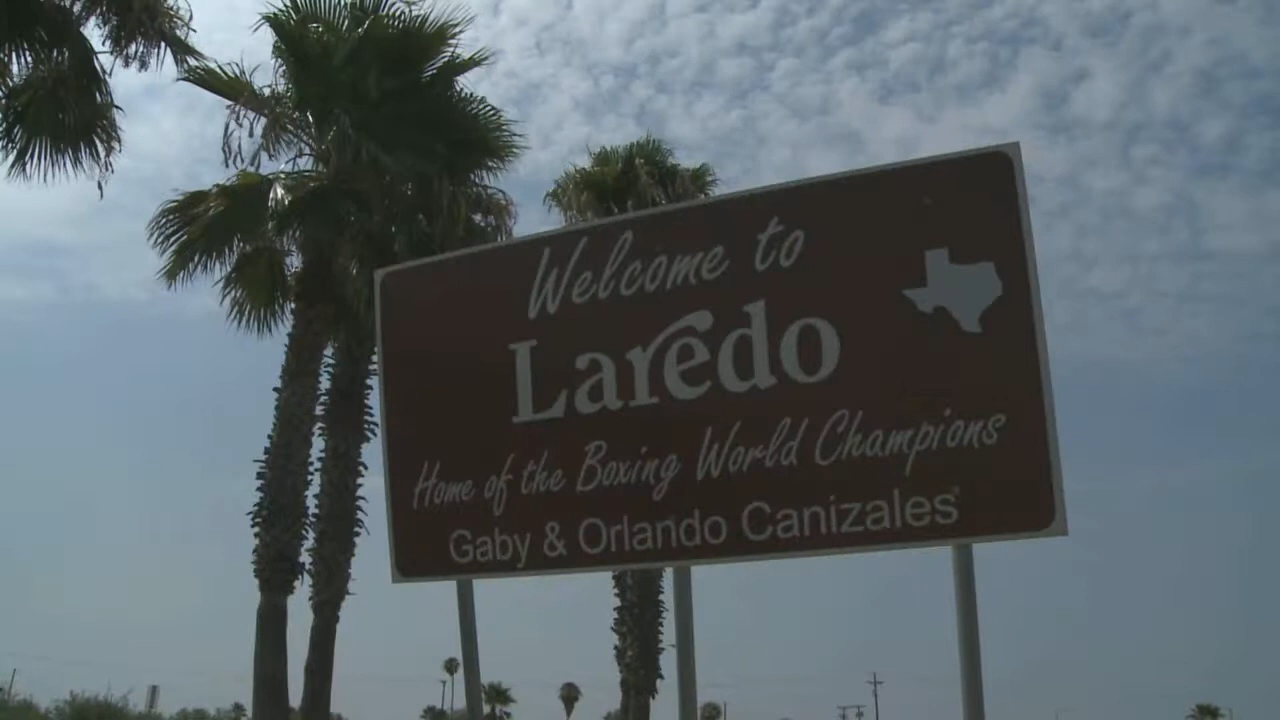 Welcome to
Laredo
Home of the Boxing World Champions
Gaby & Orlando Canizales